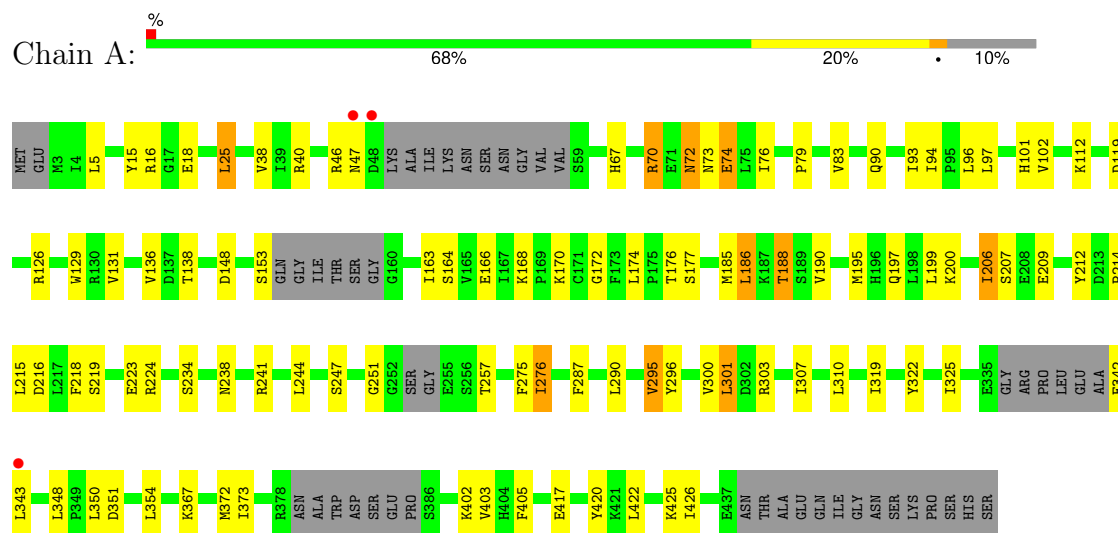 %
Chain A:
68% 20% • 10%
MET GLU M3 I4 L5 Y15 R16 G17 E18 L25 V38 I39 R40 R46 N47 D48 LYS ALA ILE LYS ASN SER ASN GLY VAL VAL S59 H67 R70 E71 N72 N73 E74 L75 I76 P79 V83 Q90 I93 I94 P95 L96 L97 H101 V102 K112
R126 W129 R130 V131 V136 D137 T138 D148 S153 GLN GLY ILE THR SER GLY G160 I163 S164 V165 E166 I167 K168 P169 K170 C171 G172 F173 L174 P175 T176 S177 M185 L186 K187 T188 S189 V190 M195 H196 Q197 L198 L199 K200 I206 S207 E208 E209 Y212 D213
L215 D216 L217 F218 S219 E223 R224 S234 N238 R241 L244 S247 G251 G252 SER GLY E255 S256 T257 F275 I276 F287 L290 V295 Y296 V300 L301 D302 R303 I307 L310 I319 Y322 I325 E335 GLY ARG PRO LEU GLU ALA
L343 L348 P349 L350 D351 L354 K367 M372 I373 R378 ASN ALA TRP ASP SER GLU PRO S386 K402 V403 H404 F405 E417 Y420 K421 L422 K425 I426 E437 ASN THR ALA GLU GLN ILE GLY ASN SER LYS PRO SER HIS SER